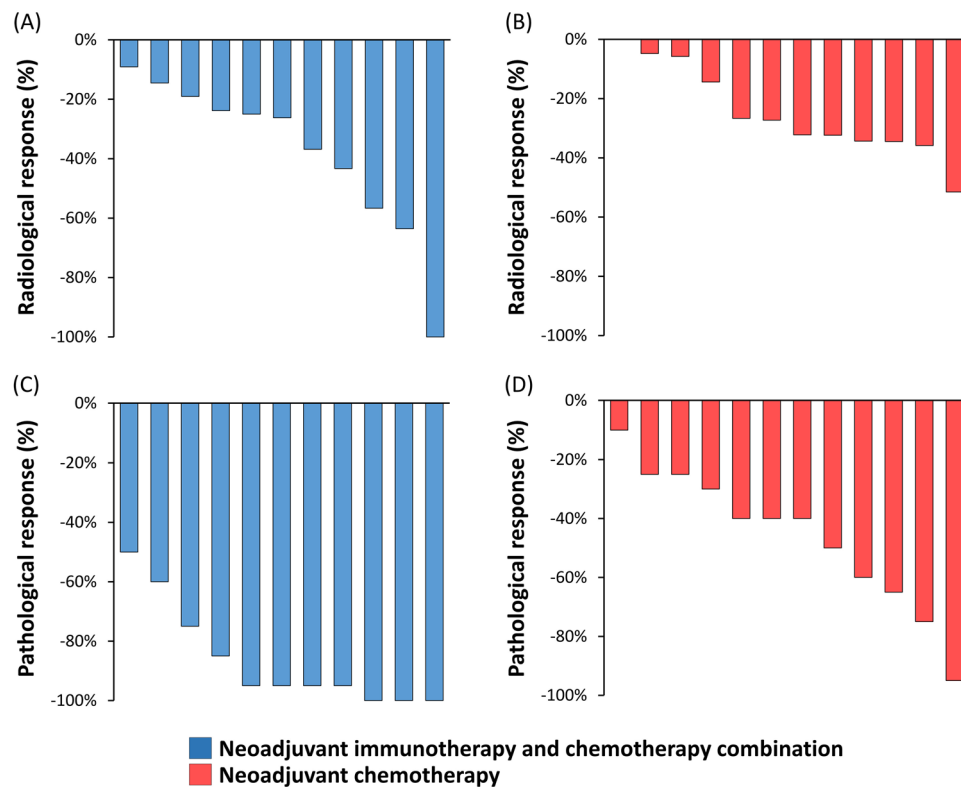 (A)
Radiological response (%)
0%
-20%
-40%
-60%
-80%
-100%
(B)
Radiological response (%)
0%
-20%
-40%
-60%
-80%
-100%
(C)
Pathological response (%)
0%
-20%
-40%
-60%
-80%
-100%
(D)
Pathological response (%)
0%
-20%
-40%
-60%
-80%
-100%
Neoadjuvant immunotherapy and chemotherapy combination
Neoadjuvant chemotherapy